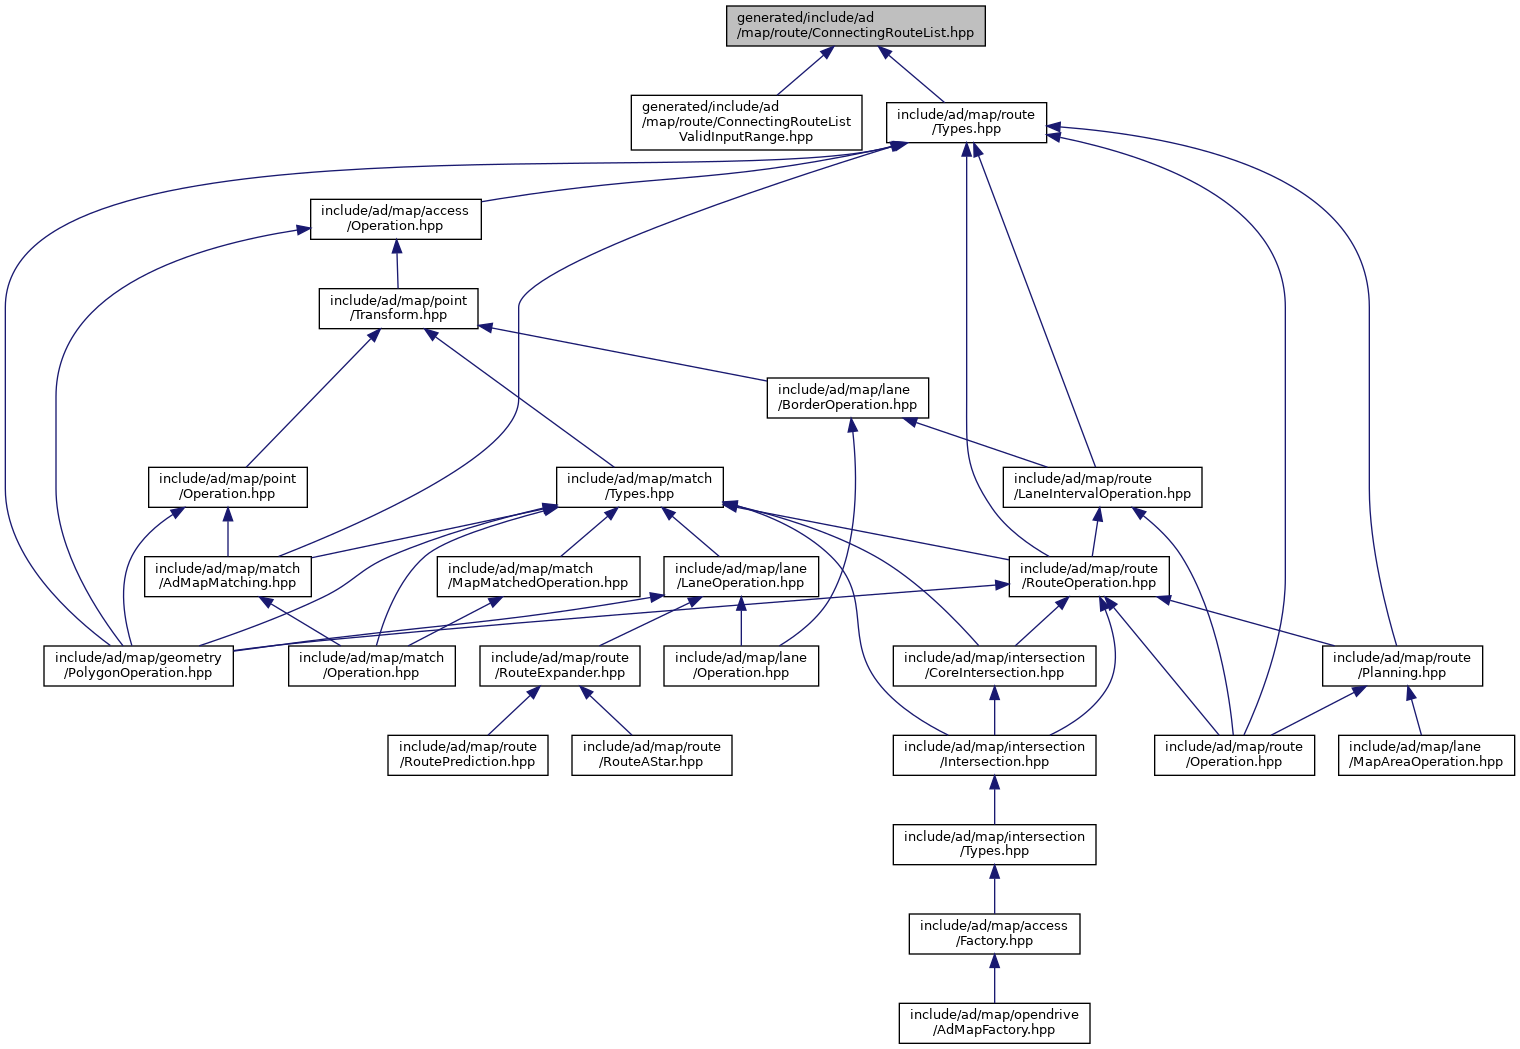 generated/include/ad
/map/route/ConnectingRouteList.hpp
generated/include/ad
/map/route/ConnectingRouteList
ValidInputRange.hpp
include/ad/map/route
/Types.hpp
include/ad/map/access
/Operation.hpp
include/ad/map/point
/Transform.hpp
include/ad/map/lane
/BorderOperation.hpp
include/ad/map/point
/Operation.hpp
include/ad/map/match
/Types.hpp
include/ad/map/route
/LaneIntervalOperation.hpp
include/ad/map/match
/AdMapMatching.hpp
include/ad/map/match
/MapMatchedOperation.hpp
include/ad/map/lane
/LaneOperation.hpp
include/ad/map/route
/RouteOperation.hpp
include/ad/map/geometry
/PolygonOperation.hpp
include/ad/map/match
/Operation.hpp
include/ad/map/route
/RouteExpander.hpp
include/ad/map/lane
/Operation.hpp
include/ad/map/intersection
/CoreIntersection.hpp
include/ad/map/route
/Planning.hpp
include/ad/map/route
/RoutePrediction.hpp
include/ad/map/route
/RouteAStar.hpp
include/ad/map/intersection
/Intersection.hpp
include/ad/map/route
/Operation.hpp
include/ad/map/lane
/MapAreaOperation.hpp
include/ad/map/intersection
/Types.hpp
include/ad/map/access
/Factory.hpp
include/ad/map/opendrive
/AdMapFactory.hpp